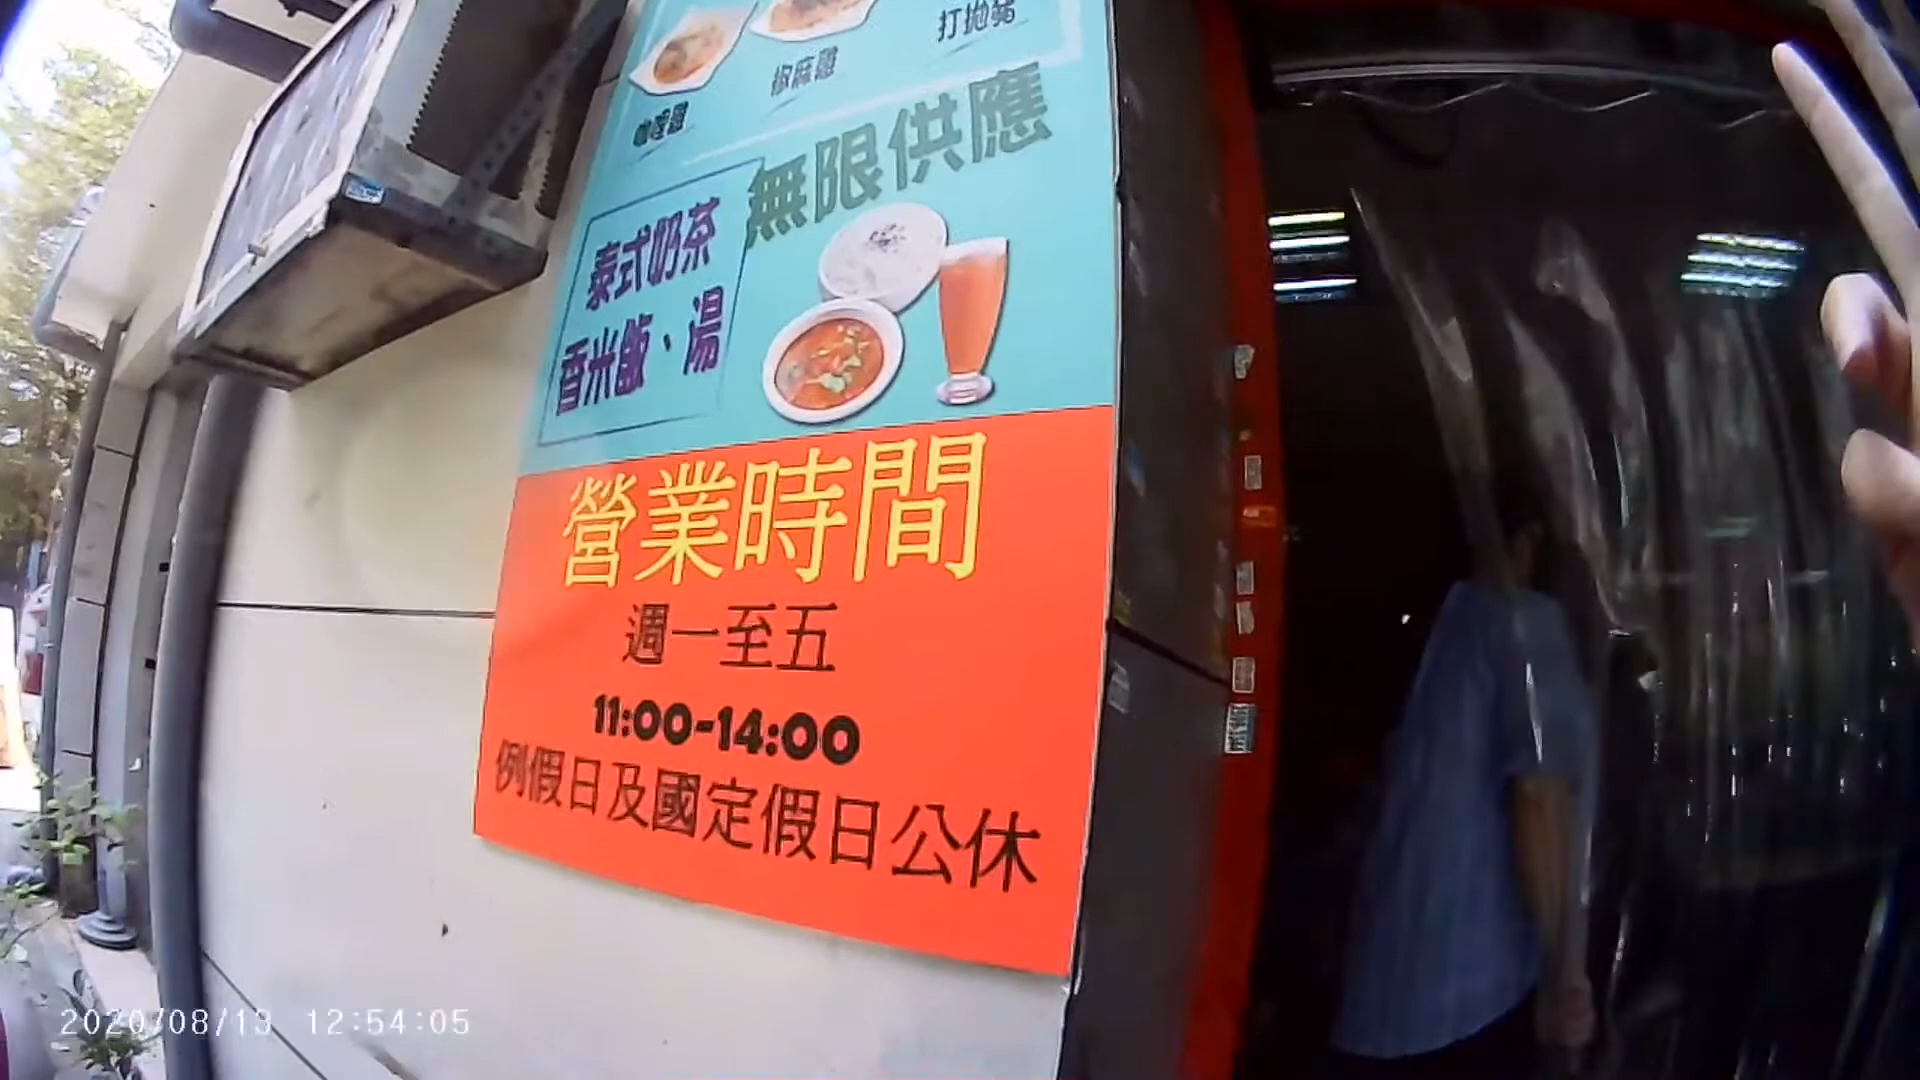 打拋豬
椒麻雞
咖哩雞
無限供應
泰式奶茶
香米飯、湯
營業時間
週一至五
11:00-14:00
例假日及國定假日公休
2020/08/13 12:54:05